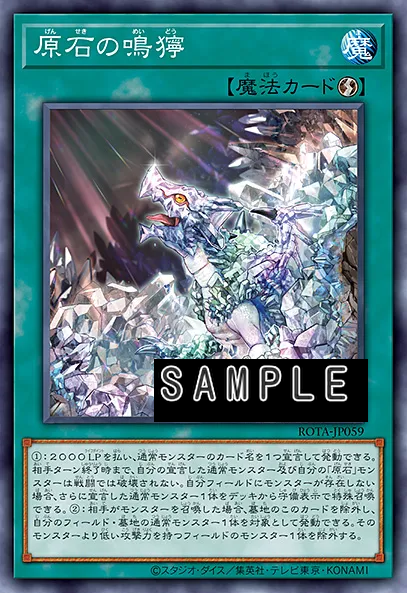 原石の鳴獰
【魔法カード】
SAMPLE
ROTA-JP059
①：2000LPを払い、通常モンスターのカード名を1つ宣言して発動できる。
相手ターン終了時まで、自分の宣言した通常モンスター及び自分の「原石」モン
スターは戦闘では破壊されない。自分フィールドにモンスターが存在しない
場合、さらに宣言した通常モンスター1体をデッキから守備表示で特殊召喚
できる。②：相手がモンスターを召喚した場合、墓地のこのカードを除外し、
自分のフィールド・墓地の通常モンスター1体を対象として発動できる。その
モンスターより低い攻撃力を持つフィールドのモンスター1体を除外する。
©スタジオ・ダイス／集英社・テレビ東京・KONAMI